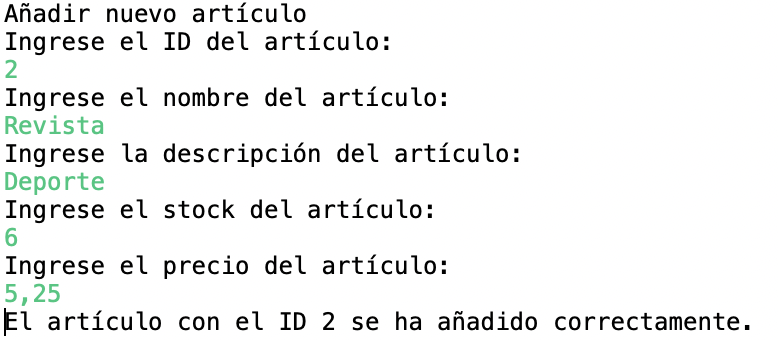 Añadir nuevo artículo
Ingrese el ID del artículo:
2
Ingrese el nombre del artículo:
Revista
Ingrese la descripción del artículo:
Deporte
Ingrese el stock del artículo:
6
Ingrese el precio del artículo:
5,25
El artículo con el ID 2 se ha añadido correctamente.